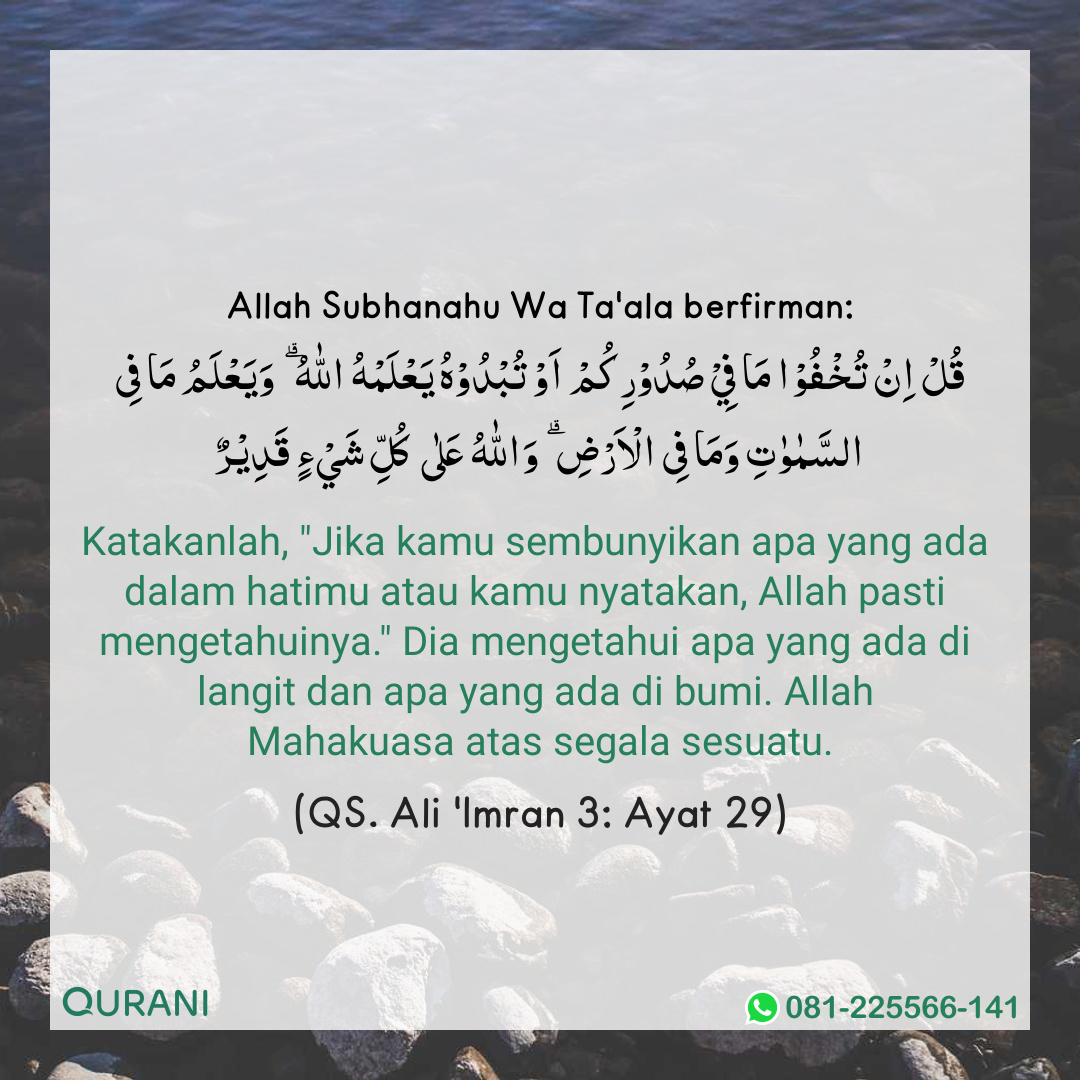 Allah Subhanahu Wa Ta'ala berfirman:
قُلْ اِنْ تُخْفُوْا مَا فِيْ صُدُوْرِكُمْ اَوْ تُبْدُوْهُ يَعْلَمْهُ اللّٰهُ ۗ وَيَعْلَمُ مَا فِى
السَّمٰوٰتِ وَمَا فِى الْاَرْضِ ۗ وَاللّٰهُ عَلٰى كُلِّ شَيْءٍ قَدِيْرٌ
Katakanlah, "Jika kamu sembunyikan apa yang ada
dalam hatimu atau kamu nyatakan, Allah pasti
mengetahuinya." Dia mengetahui apa yang ada di
langit dan apa yang ada di bumi. Allah
Mahakuasa atas segala sesuatu.
(QS. Ali 'Imran 3: Ayat 29)
QURANI
081-225566-141